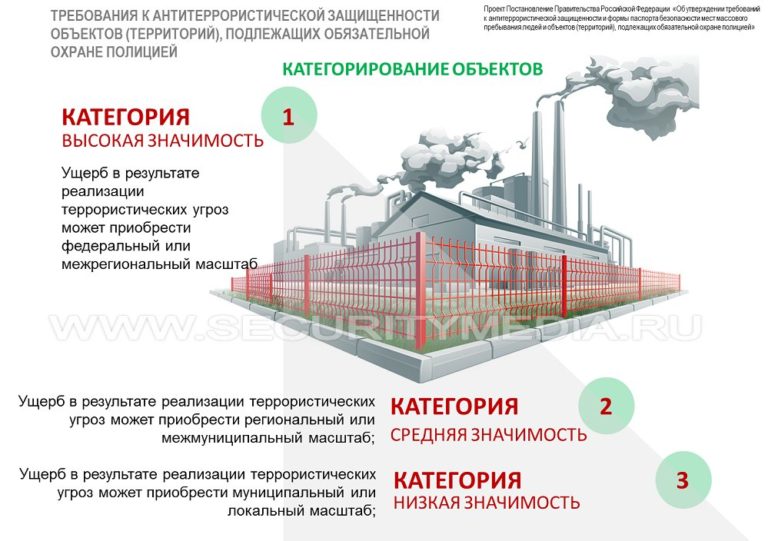 ТРЕБОВАНИЯ К АНТИТЕРРОРИСТИЧЕСКОЙ ЗАЩИЩЕННОСТИ
ОБЪЕКТОВ (ТЕРРИТОРИЙ), ПОДЛЕЖАЩИХ ОБЯЗАТЕЛЬНОЙ
ОХРАНЕ ПОЛИЦИЕЙ
Проект Постановление Правительства Российской Федерации «Об утверждении требований
к антитеррористической защищенности и формы паспорта безопасности мест массового
пребывания людей и объектов (территорий), подлежащих обязательной охране полицией»
КАТЕГОРИРОВАНИЕ ОБЪЕКТОВ
КАТЕГОРИЯ 1
ВЫСОКАЯ ЗНАЧИМОСТЬ
Ущерб в результате
реализации
террористических угроз
может приобрести
федеральный или
межрегиональный масштаб
WWW.SECURITYMEDIA.RU
Ущерб в результате реализации террористических
угроз может приобрести региональный или
межмуниципальный масштаб;
КАТЕГОРИЯ 2
СРЕДНЯЯ ЗНАЧИМОСТЬ
Ущерб в результате реализации террористических
угроз может приобрести муниципальный или
локальный масштаб;
КАТЕГОРИЯ 3
НИЗКАЯ ЗНАЧИМОСТЬ